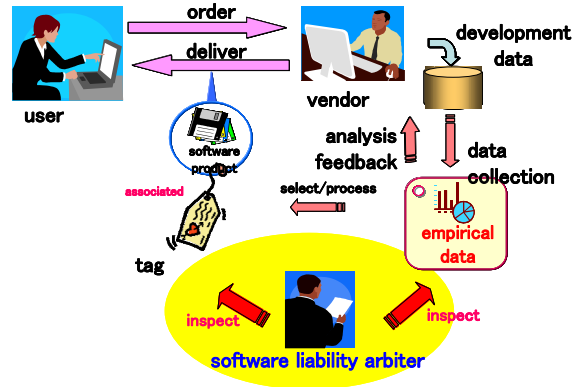 order
deliver
user
vendor
development
data
software
product
analysis
feedback
data
collection
associated
select/process
empirical
data
tag
inspect
inspect
software liability arbiter